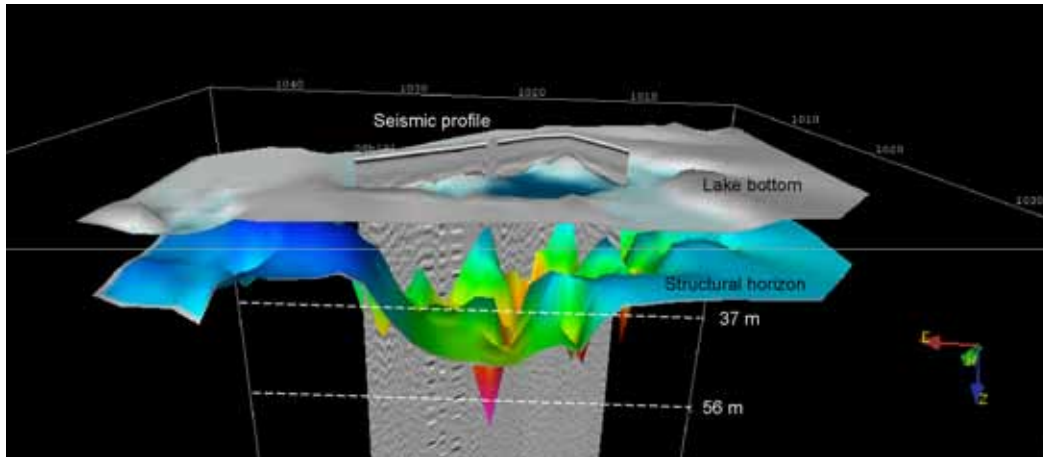 1040
1030
1020
1010
Seismic profile
1010
1020
Lake bottom
1030
Structural horizon
37 m
56 m
E
Z